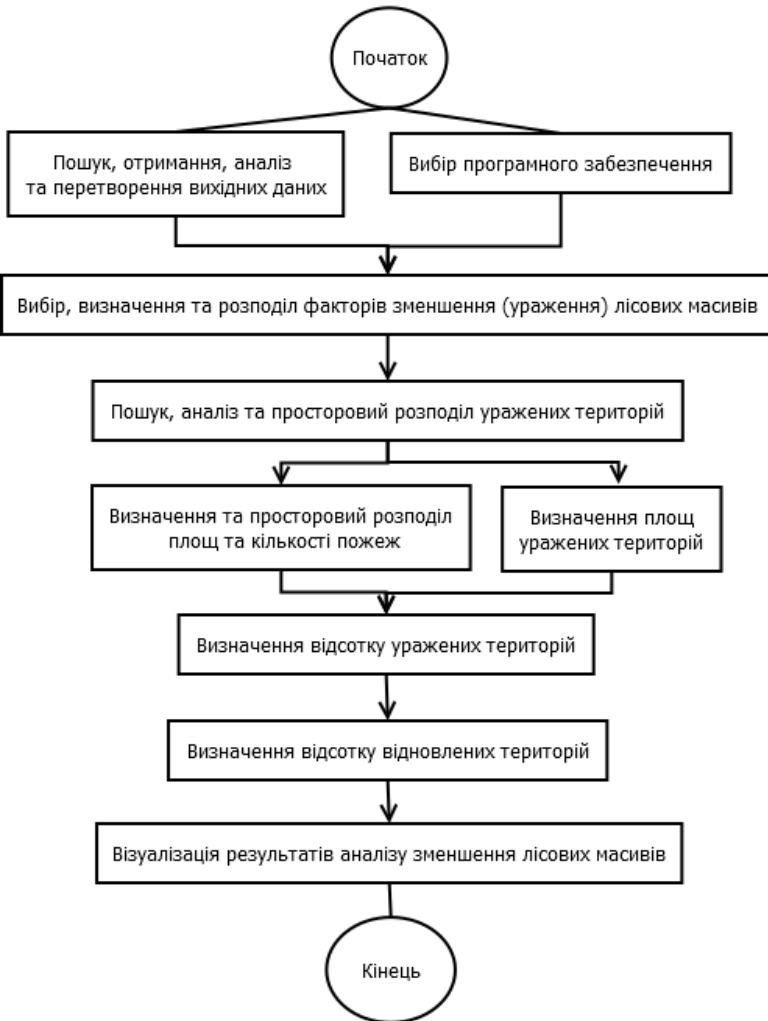 Початок
Пошук, отримання, аналіз
та перетворення вихідних даних
Вибір програмного забезпечення
Вибір, визначення та розподіл факторів зменшення (ураження) лісових масивів
Пошук, аналіз та просторовий розподіл уражених територій
Визначення та просторовий розподіл
площ та кількості пожеж
Визначення площ
уражених територій
Визначення відсотку уражених територій
Визначення відсотку відновлених територій
Візуалізація результатів аналізу зменшення лісових масивів
Кінець